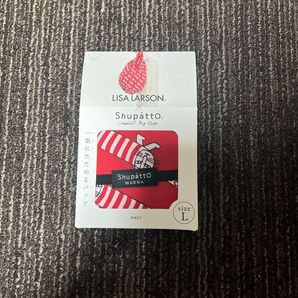 LISA LARSON.
×
Shupatto.
Compact Bag
一気にたためるバッグ
Shupatto
MARNA
size
L
MIKEY